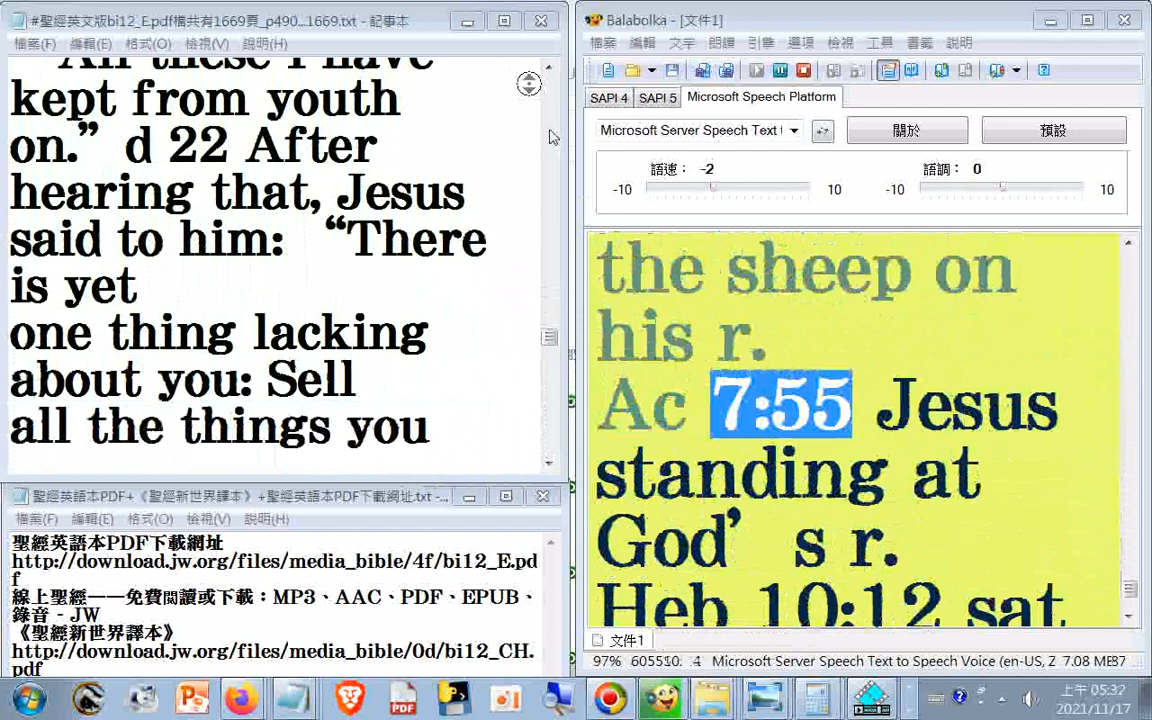 #聖經英文版bi12_E.pdf構共有1669頁_p490...1669.txt - 記事本
檔案(F) 編輯(E) 格式(O) 檢視(V) 說明(H)
“All these I have
kept from youth
on.” d 22 After
hearing that, Jesus
said to him: “There
is yet
one thing lacking
about you: Sell
all the things you
聖經英語本PDF+《聖經新世界譯本》+聖經英語本PDF下載網址.txt -...
檔案(F) 編輯(E) 格式(O) 檢視(V) 說明(H)
聖經英語本PDF下載網址
http://download.jw.org/files/media_bible/4f/bi12_E.pd
f
線上聖經——免費閱讀或下載：MP3、AAC、PDF、EPUB、
錄音 - JW
《聖經新世界譯本》
http://download.jw.org/files/media_bible/0d/bi12_CH.
pdf
Balabolka - [文件1]
檔案 編輯 文字 朗讀 引擎 選項 檢視 工具 書籤 說明
SAPI 4 SAPI 5 Microsoft Speech Platform
Microsoft Server Speech Text 關於 預設
語速： -2 語調： 0
-10 10 -10 10
the sheep on
his r.
Ac 7:55 Jesus
standing at
God’s r.
Heb 10:12 sat
文件1
97% Microsoft Server Speech Text to Speech Voice (en-US, Z 7.08 MB
上午 05:32
2021/11/17